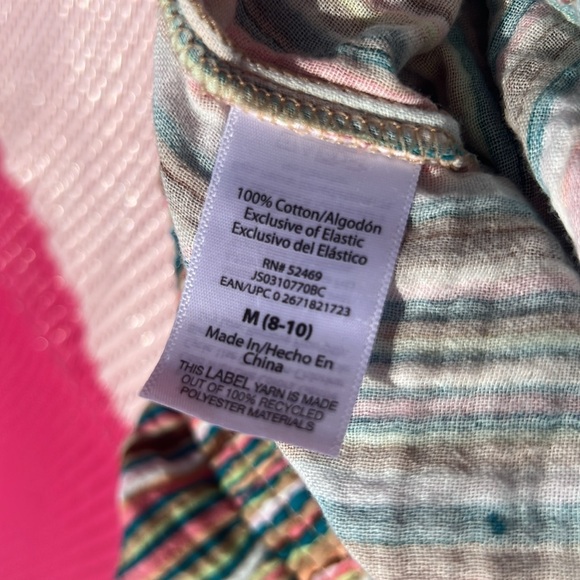 100% Cotton/Algodón
Exclusive of Elastic
Exclusivo del Elástico
RN# 52469
JS0310770BC
EAN/UPC 0 2671821723
M (8-10)
Made In/Hecho En
China
THIS LABEL YARN IS MADE
OUT OF 100% RECYCLED
POLYESTER MATERIALS